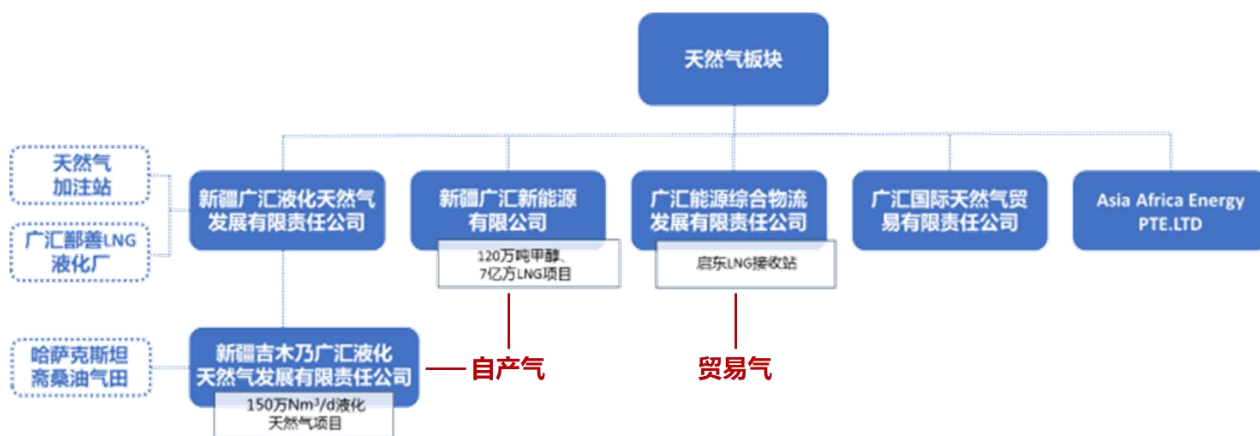 天然气板块
天然气
加注站
广汇鄯善LNG
液化厂
新疆广汇液化天然气
发展有限责任公司
新疆广汇新能源
有限公司
120万吨甲醇、
7亿方LNG项目
广汇能源综合物流
发展有限责任公司
启东LNG接收站
广汇国际天然气贸
易有限责任公司
Asia Africa Energy
PTE.LTD
哈萨克斯坦
斋桑油气田
新疆吉木乃广汇液化
天然气发展有限责任公司
150万Nm³/d液化
天然气项目
自产气
贸易气